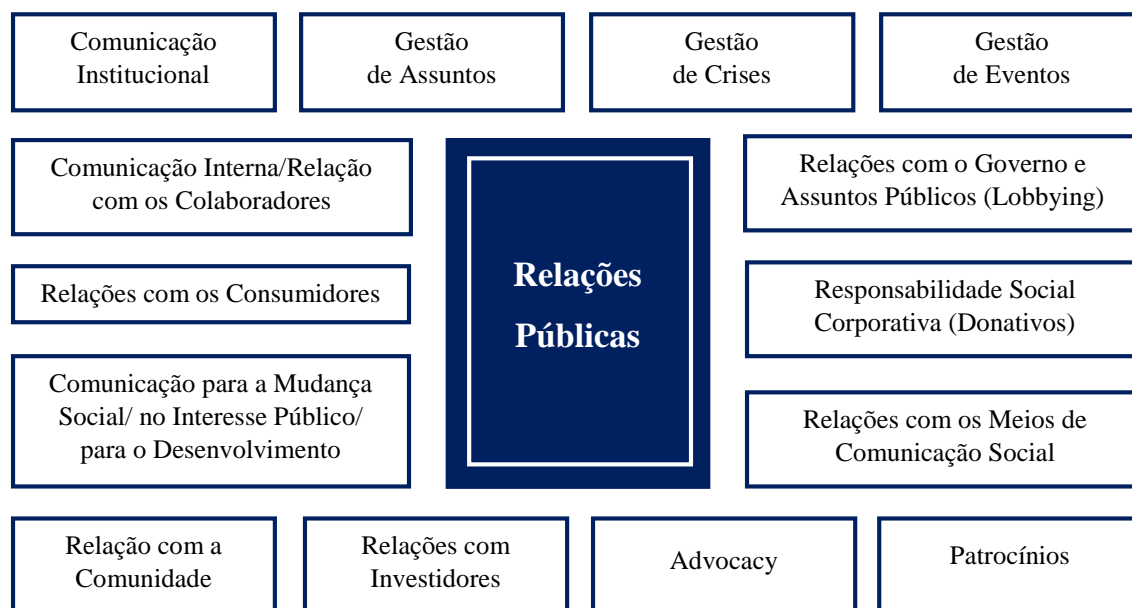 Comunicação
Institucional
Gestão
de Assuntos
Gestão
de Crises
Gestão
de Eventos
Comunicação Interna/Relação
com os Colaboradores
Relações com os Consumidores
Comunicação para a Mudança
Social/ no Interesse Público/
para o Desenvolvimento
Relações
Públicas
Relações com o Governo e
Assuntos Públicos (Lobbying)
Responsabilidade Social
Corporativa (Donativos)
Relações com os Meios de
Comunicação Social
Relação com a
Comunidade
Relações com
Investidores
Advocacy
Patrocínios